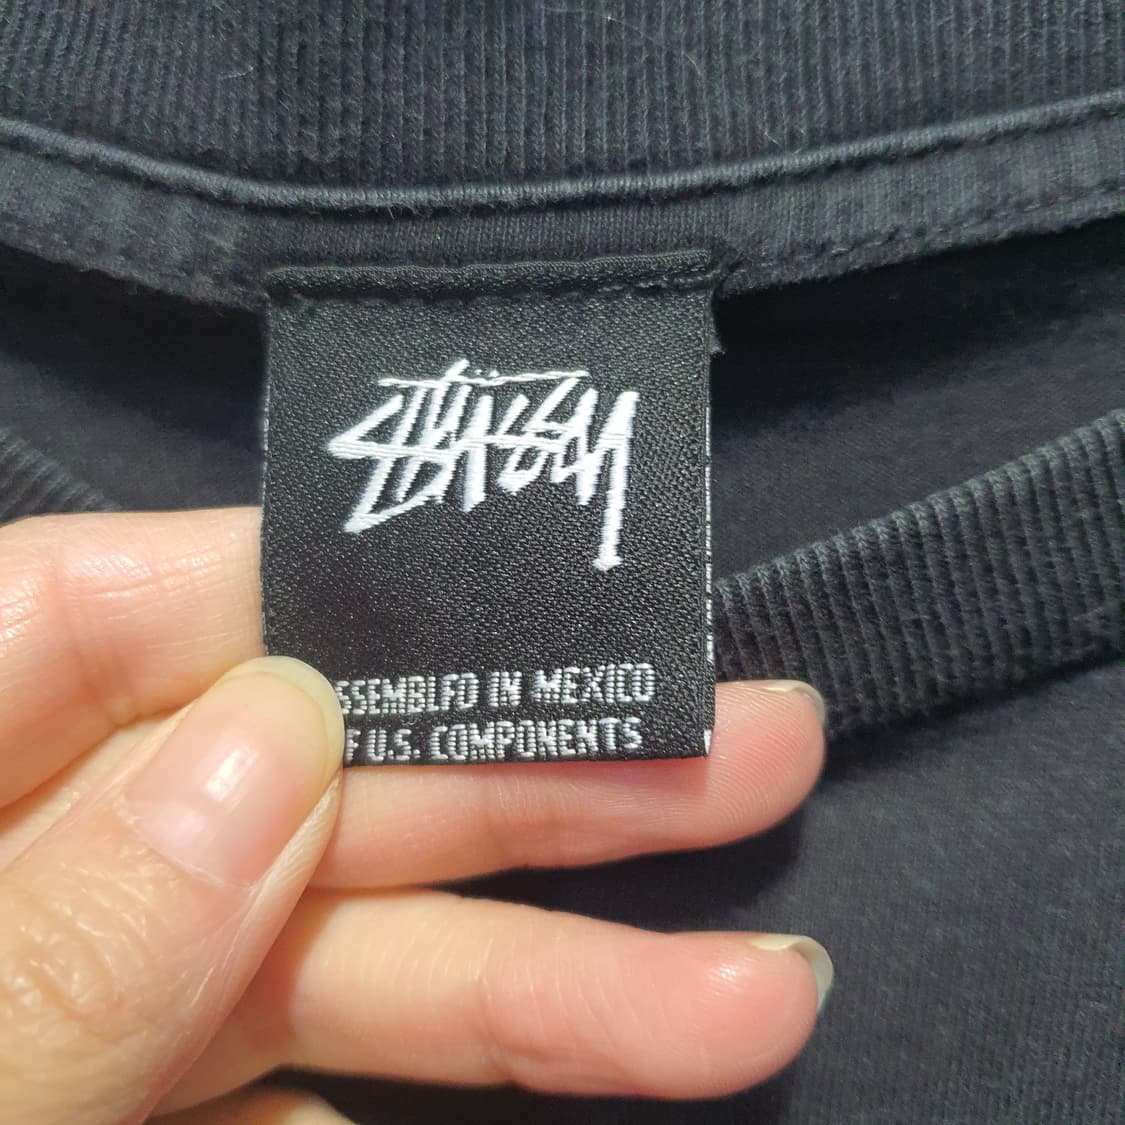 STÜSSY
SSEMBLED IN MEXICO
F U.S. COMPONENTS